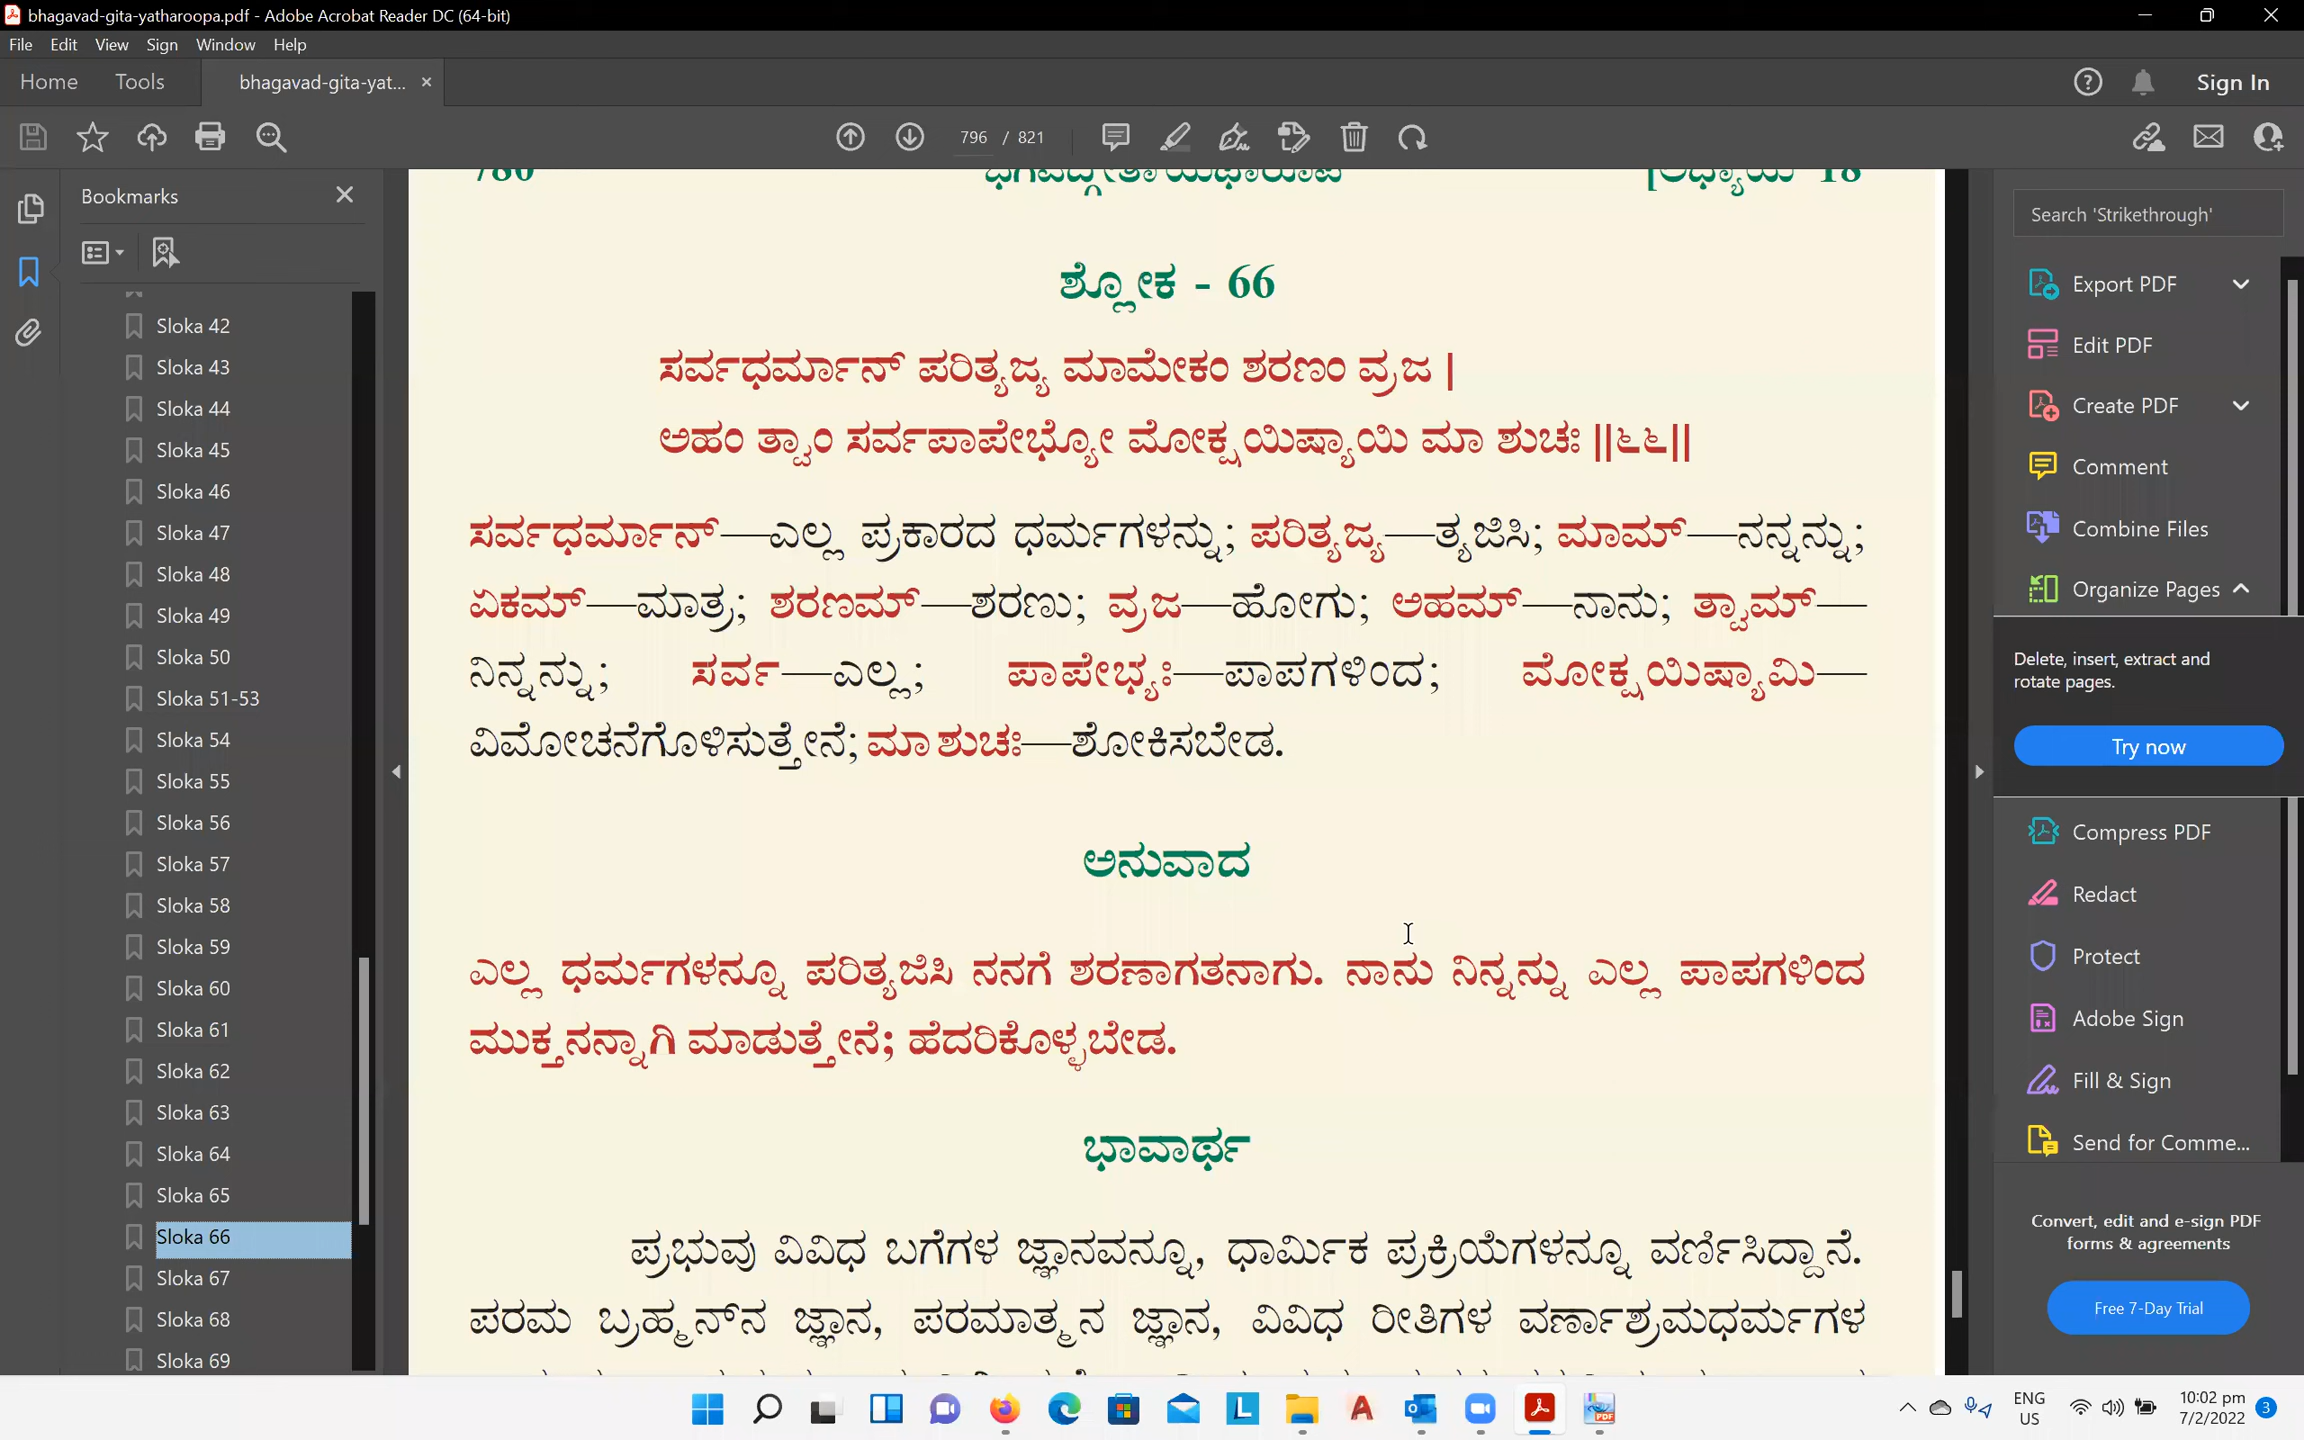 bhagavad-gita-yatharoopa.pdf - Adobe Acrobat Reader DC (64-bit)
File Edit View Sign Window Help
Home Tools bhagavad-gita-yat... × Sign In
796 / 821
Bookmarks
Sloka 42
Sloka 43
Sloka 44
Sloka 45
Sloka 46
Sloka 47
Sloka 48
Sloka 49
Sloka 50
Sloka 51-53
Sloka 54
Sloka 55
Sloka 56
Sloka 57
Sloka 58
Sloka 59
Sloka 60
Sloka 61
Sloka 62
Sloka 63
Sloka 64
Sloka 65
Sloka 66
Sloka 67
Sloka 68
Sloka 69
780 ಭಗವದ್ಗೀತಾ ಯಥಾರೂಪ [ಅಧ್ಯಾಯ 18
ಶ್ಲೋಕ - 66
ಸರ್ವಧರ್ಮಾನ್ ಪರಿತ್ಯಜ್ಯ ಮಾಮೇಕಂ ಶರಣಂ ವ್ರಜ |
ಅಹಂ ತ್ವಾಂ ಸರ್ವಪಾಪೇಭ್ಯೋ ಮೋಕ್ಷಯಿಷ್ಯಾಯಿ ಮಾ ಶುಚಃ ||೬೬||
ಸರ್ವಧರ್ಮಾನ್—ಎಲ್ಲ ಪ್ರಕಾರದ ಧರ್ಮಗಳನ್ನು; ಪರಿತ್ಯಜ್ಯ—ತ್ಯಜಿಸಿ; ಮಾಮ್—ನನ್ನನ್ನು;
ಏಕಮ್—ಮಾತ್ರ; ಶರಣಮ್—ಶರಣು; ವ್ರಜ—ಹೋಗು; ಅಹಮ್—ನಾನು; ತ್ವಾಮ್—
ನಿನ್ನನ್ನು; ಸರ್ವ—ಎಲ್ಲ; ಪಾಪೇಭ್ಯಃ—ಪಾಪಗಳಿಂದ; ಮೋಕ್ಷಯಿಷ್ಯಾಮಿ—
ವಿಮೋಚನೆಗೊಳಿಸುತ್ತೇನೆ; ಮಾ ಶುಚಃ—ಶೋಕಿಸಬೇಡ.
ಅನುವಾದ
ಎಲ್ಲ ಧರ್ಮಗಳನ್ನೂ ಪರಿತ್ಯಜಿಸಿ ನನಗೆ ಶರಣಾಗತನಾಗು. ನಾನು ನಿನ್ನನ್ನು ಎಲ್ಲ ಪಾಪಗಳಿಂದ
ಮುಕ್ತನನ್ನಾಗಿ ಮಾಡುತ್ತೇನೆ; ಹೆದರಿಕೊಳ್ಳಬೇಡ.
ಭಾವಾರ್ಥ
ಪ್ರಭುವು ವಿವಿಧ ಬಗೆಗಳ ಜ್ಞಾನವನ್ನೂ, ಧಾರ್ಮಿಕ ಪ್ರಕ್ರಿಯೆಗಳನ್ನೂ ವರ್ಣಿಸಿದ್ದಾನೆ.
ಪರಮ ಬ್ರಹ್ಮನ್‌ನ ಜ್ಞಾನ, ಪರಮಾತ್ಮನ ಜ್ಞಾನ, ವಿವಿಧ ರೀತಿಗಳ ವರ್ಣಾಶ್ರಮಧರ್ಮಗಳ
Search 'Strikethrough'
Export PDF
Edit PDF
Create PDF
Comment
Combine Files
Organize Pages
Delete, insert, extract and
rotate pages.
Try now
Compress PDF
Redact
Protect
Adobe Sign
Fill & Sign
Send for Comme...
Convert, edit and e-sign PDF
forms & agreements
Free 7-Day Trial
ENG
US
10:02 pm
7/2/2022
3